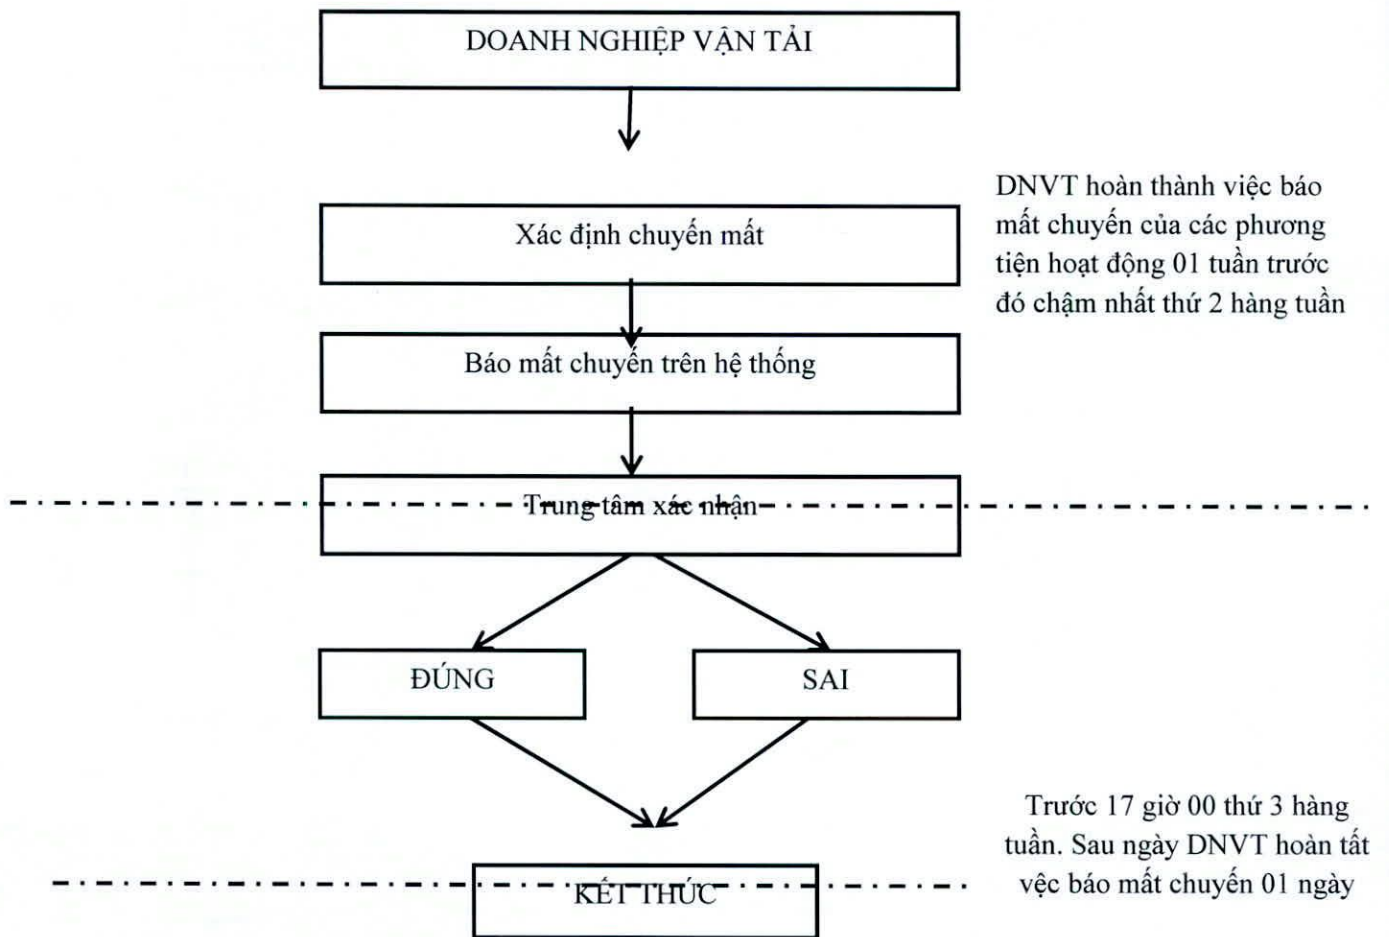 DOANH NGHIỆP VẬN TẢI
DNVT hoàn thành việc báo
mất chuyến của các phương
tiện hoạt động 01 tuần trước
đó chậm nhất thứ 2 hàng tuần
Xác định chuyến mất
Báo mất chuyến trên hệ thống
Trung tâm xác nhận
ĐÚNG
SAI
Trước 17 giờ 00 thứ 3 hàng
tuần. Sau ngày DNVT hoàn tất
vệc báo mất chuyến 01 ngày
KẾT THÚC